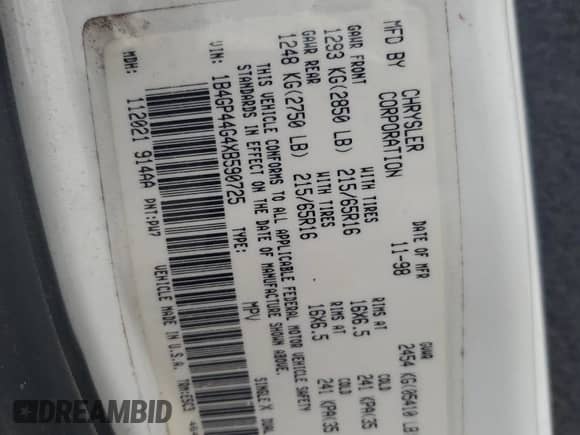 MFD BY CHRYSLER CORPORATION
DATE OF MFR 11-98
GVWR 2454 KG(05410 LB
GAWR FRONT WITH TIRES RIMS AT COLD
1293 KG(2850 LB) 215/65R16 16X6.5 241 KPA/35
GAWR REAR WITH TIRES RIMS AT COLD
1248 KG(2750 LB) 215/65R16 16X6.5 241 KPA/35
THIS VEHICLE CONFORMS TO ALL APPLICABLE FEDERAL MOTOR VEHICLE SAFETY
STANDARDS IN EFFECT ON THE DATE OF MANUFACTURE SHOWN ABOVE.
VIN: 1B4GP44G4XB590725 TYPE: MPV SINGLE X DUAL
MDH: 112021 914AA PNT:PW7 VEHICLE MADE IN U.S.A.
DREAMBID